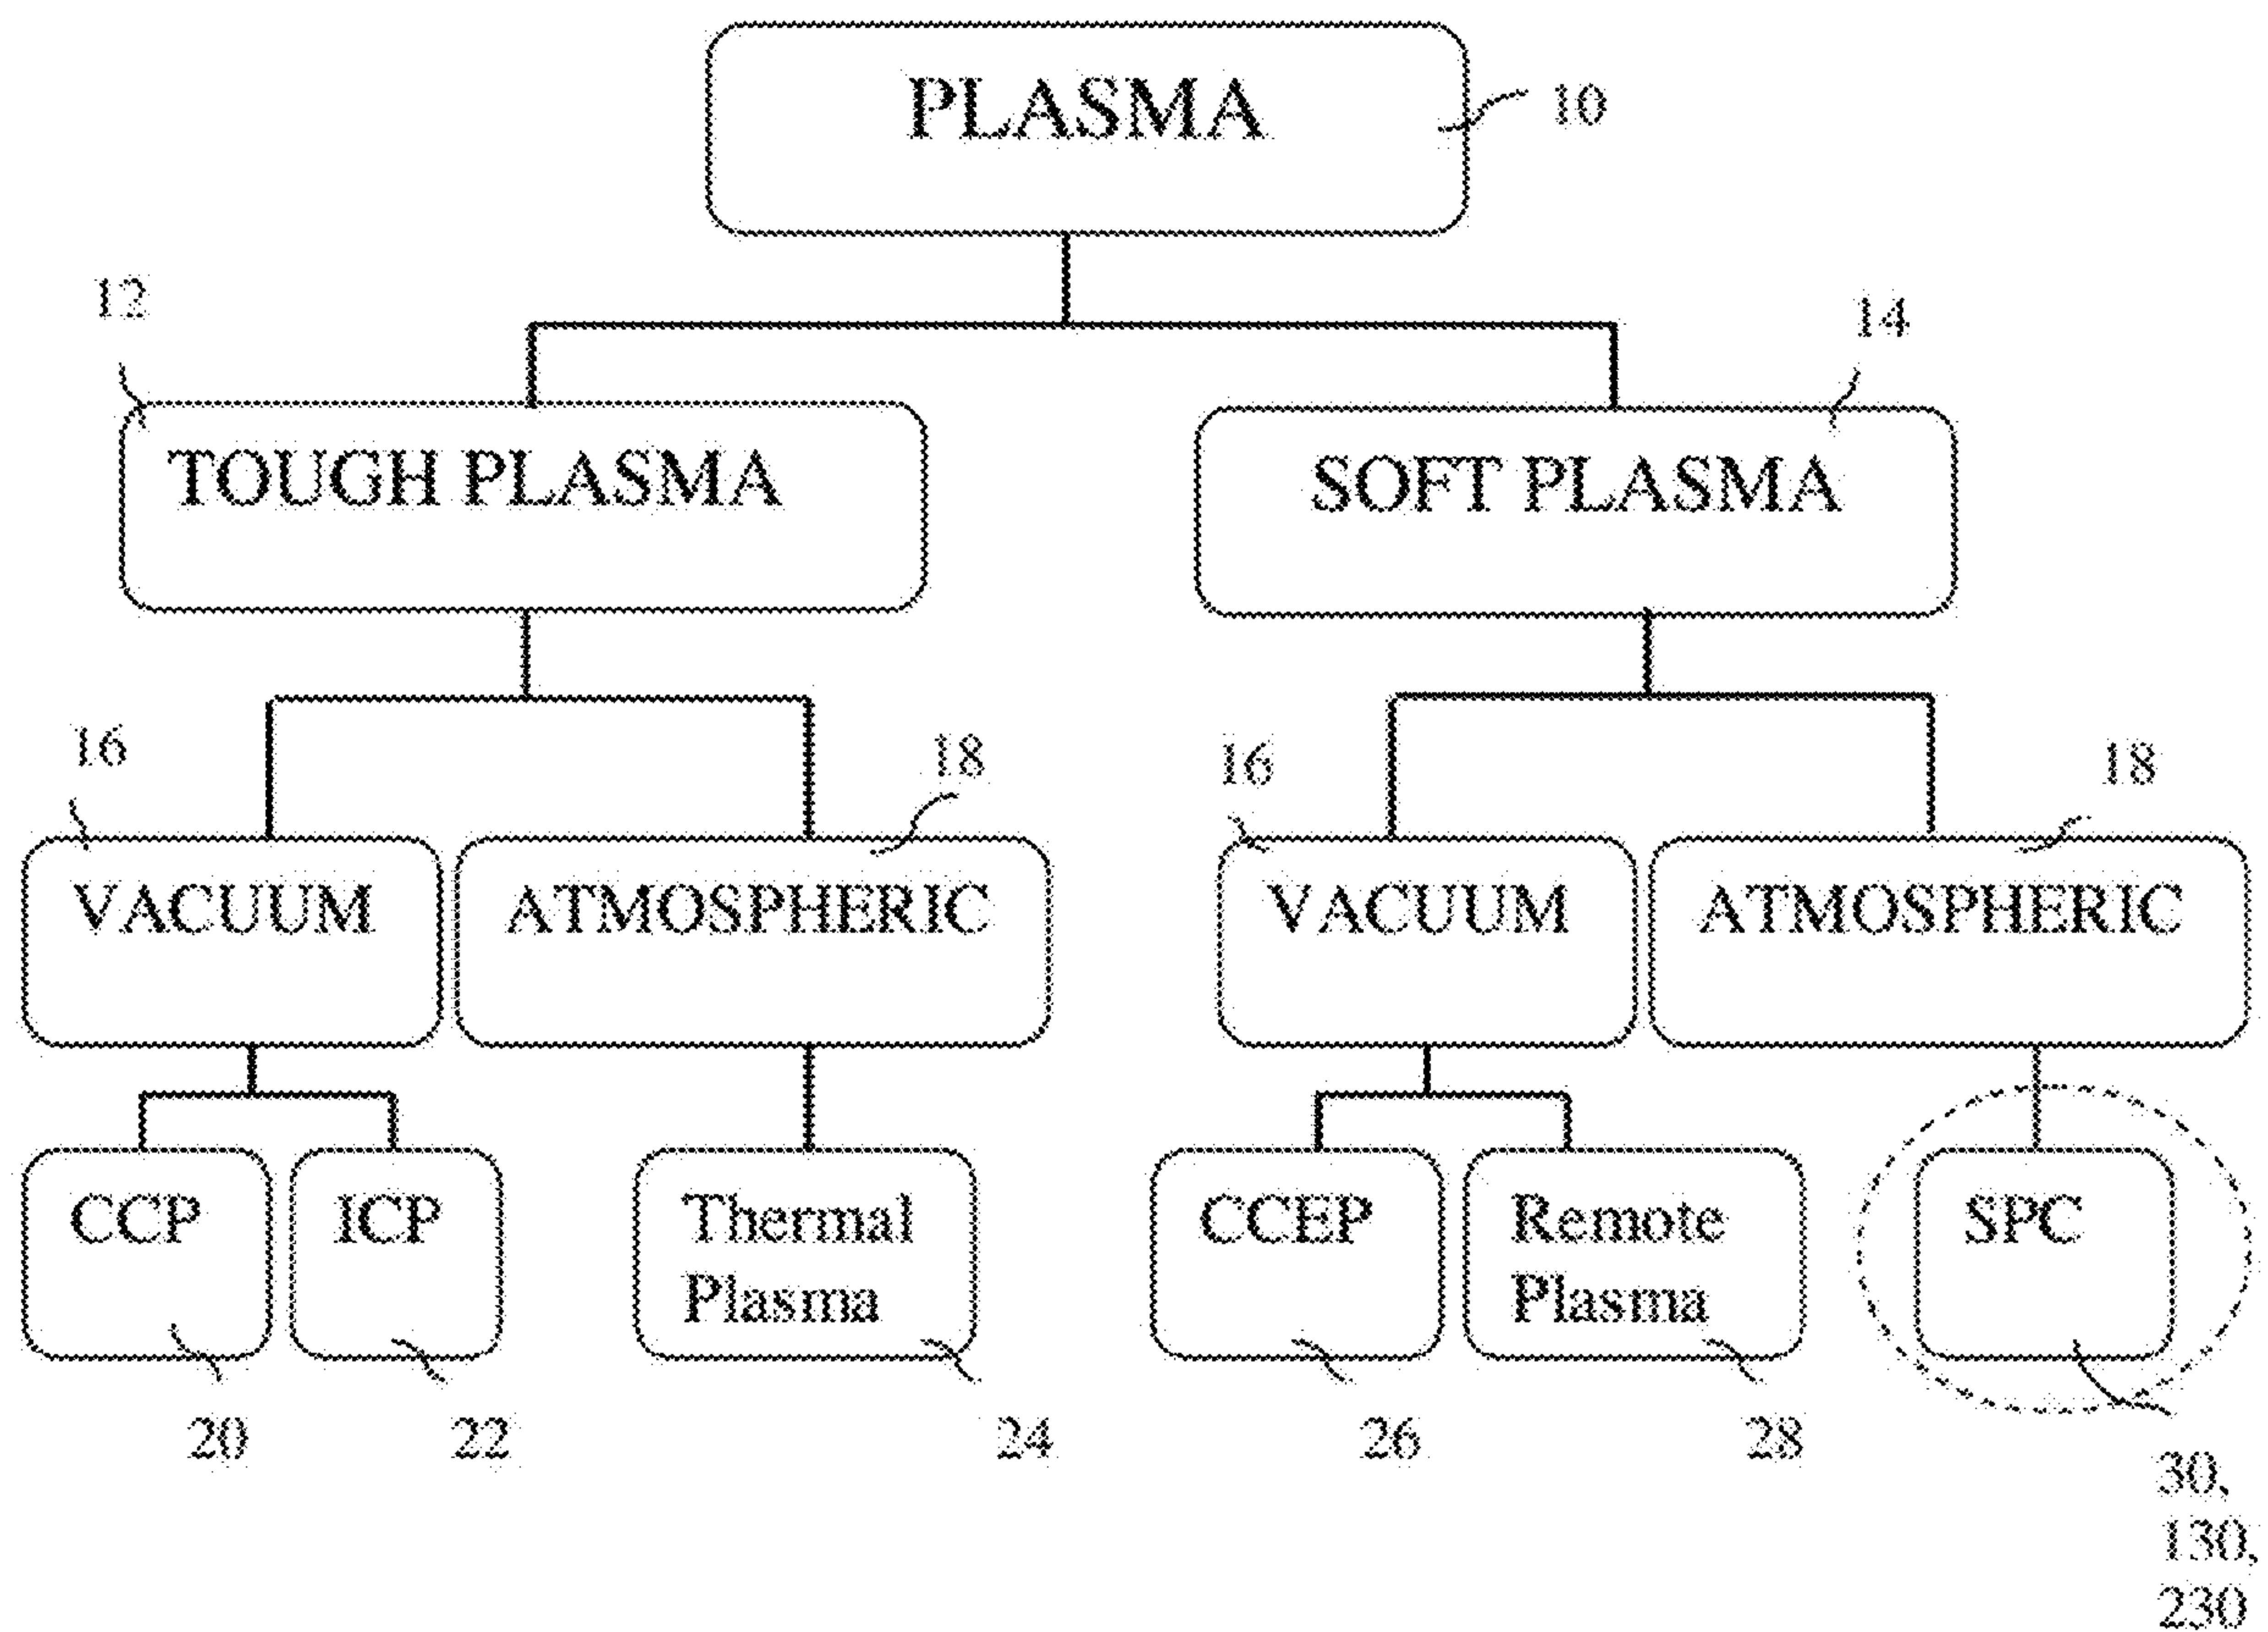 PLASMA
10
12
14
TOUGH PLASMA
SOFT PLASMA
16
18
16
18
VACUUM
ATMOSPHERIC
VACUUM
ATMOSPHERIC
CCP
ICP
Thermal
Plasma
CCEP
Remote
Plasma
SPC
20
22
24
26
28
30,
130,
230